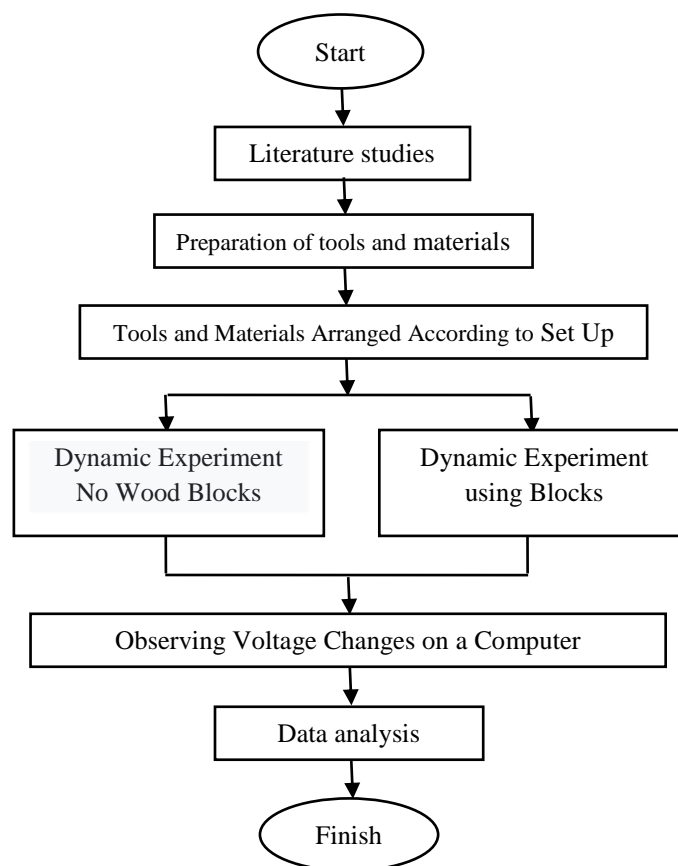 Start
Literature studies
Preparation of tools and materials
Tools and Materials Arranged According to Set Up
Dynamic Experiment
No Wood Blocks
Dynamic Experiment
using Blocks
Observing Voltage Changes on a Computer
Data analysis
Finish